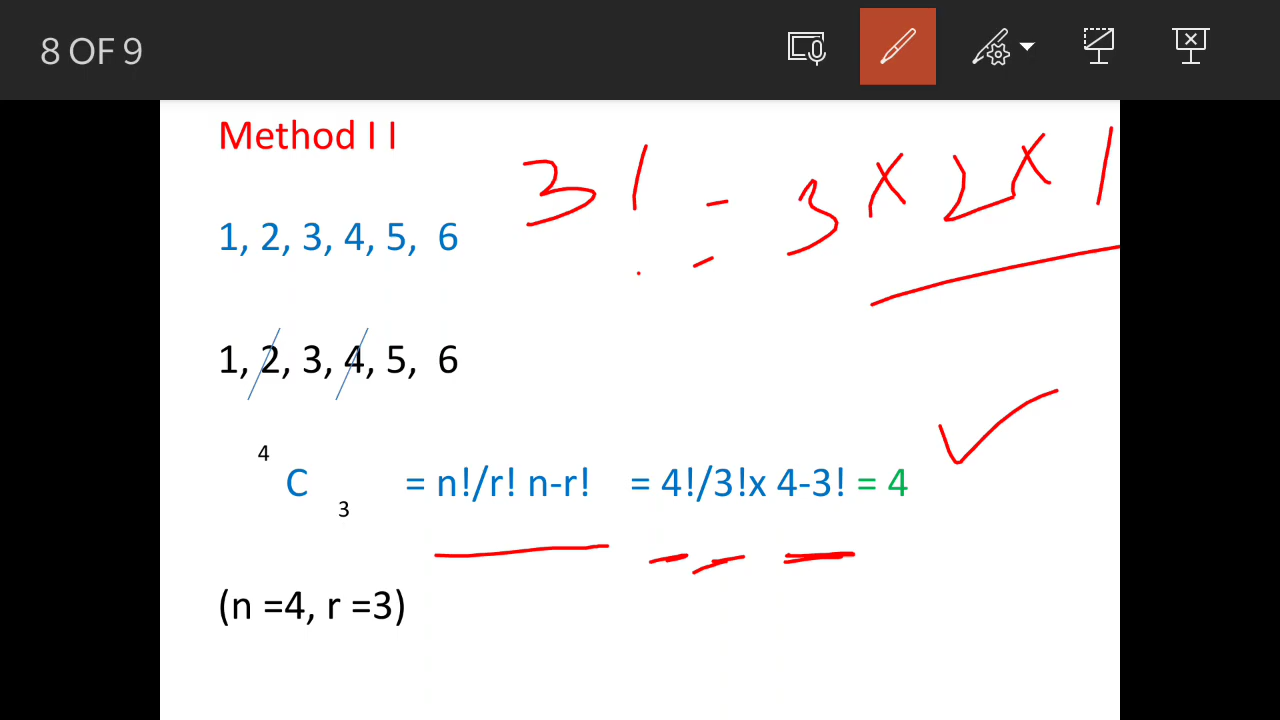 8 OF 9
Method I I
3! = 3 x 2 x 1
1, 2, 3, 4, 5, 6
1, 2, 3, 4, 5, 6
4
C = n!/r! n-r! = 4!/3!x 4-3! = 4
3
(n =4, r =3)